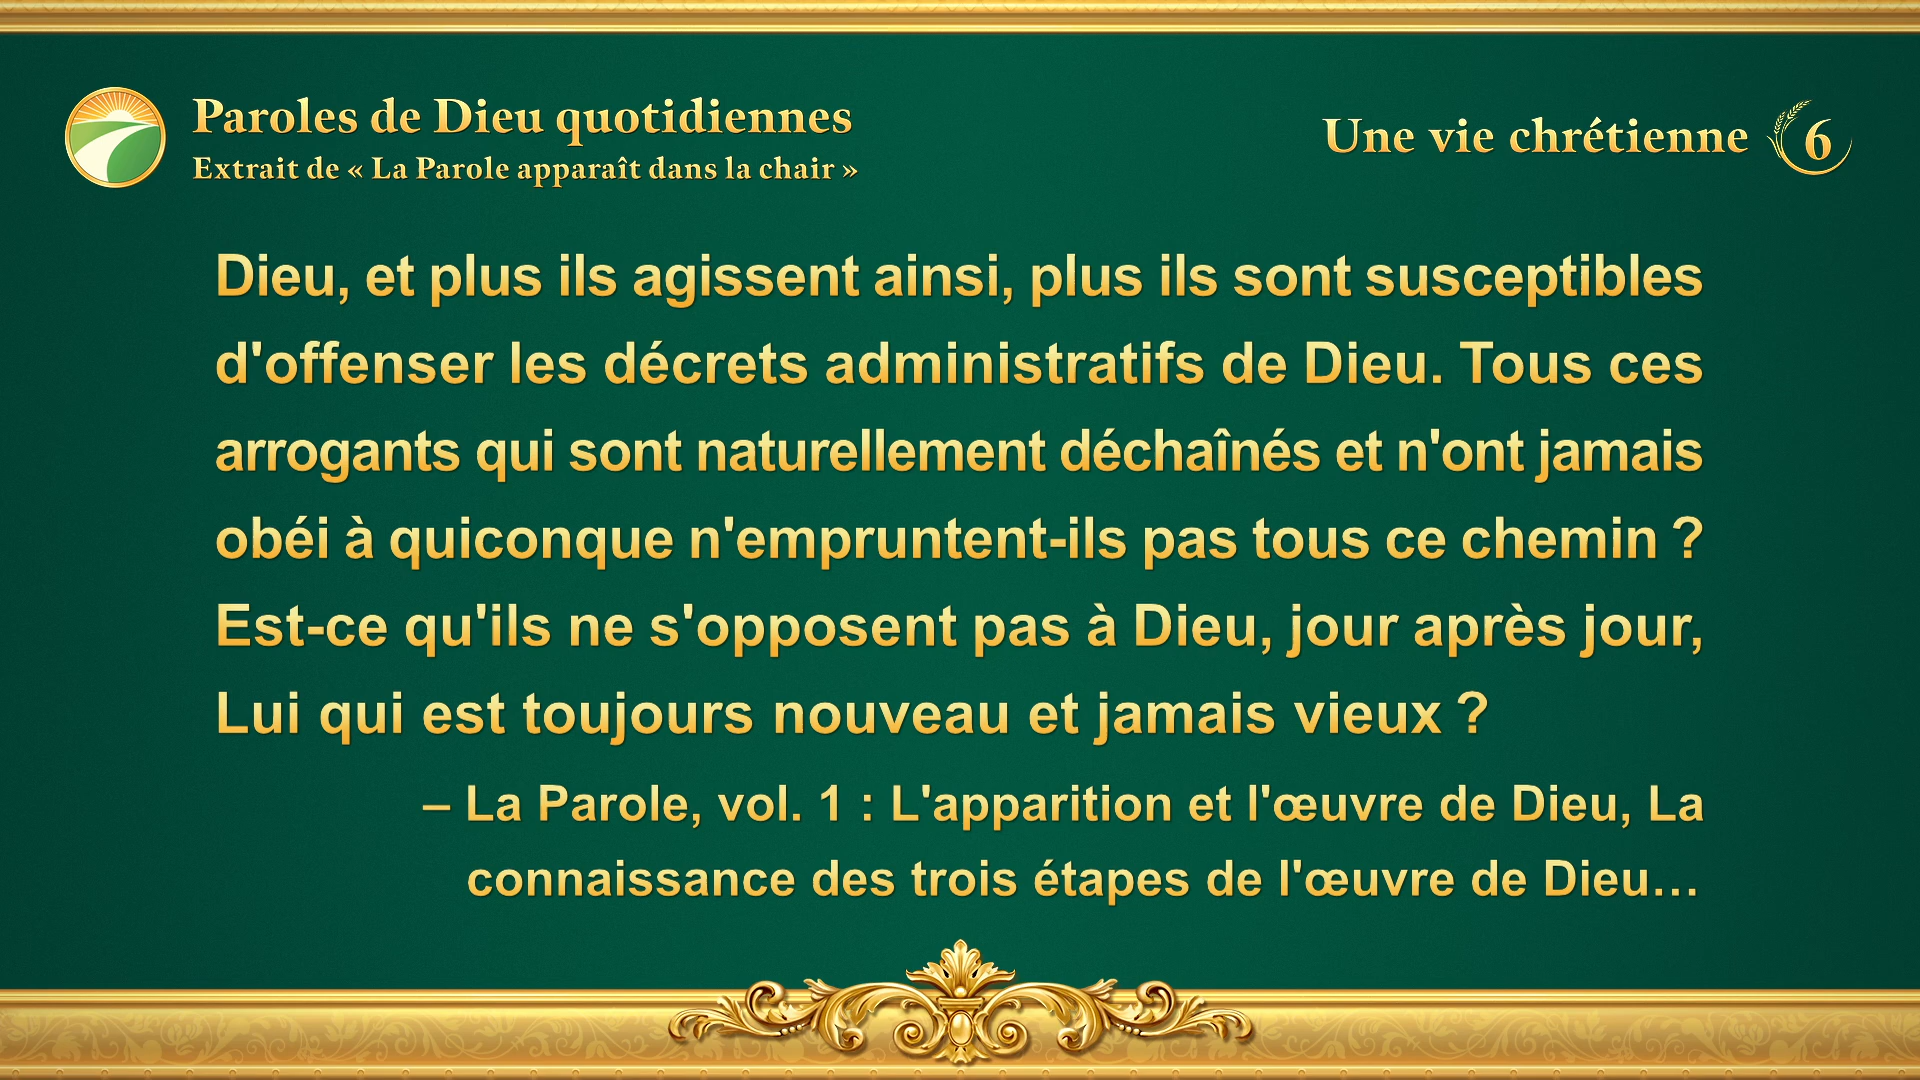 Paroles de Dieu quotidiennes
Extrait de « La Parole apparaît dans la chair »
Une vie chrétienne 6
Dieu, et plus ils agissent ainsi, plus ils sont susceptibles
d'offenser les décrets administratifs de Dieu. Tous ces
arrogants qui sont naturellement déchaînés et n'ont jamais
obéi à quiconque n'empruntent-ils pas tous ce chemin ?
Est-ce qu'ils ne s'opposent pas à Dieu, jour après jour,
Lui qui est toujours nouveau et jamais vieux ?
– La Parole, vol. 1 : L'apparition et l'œuvre de Dieu, La
connaissance des trois étapes de l'œuvre de Dieu…